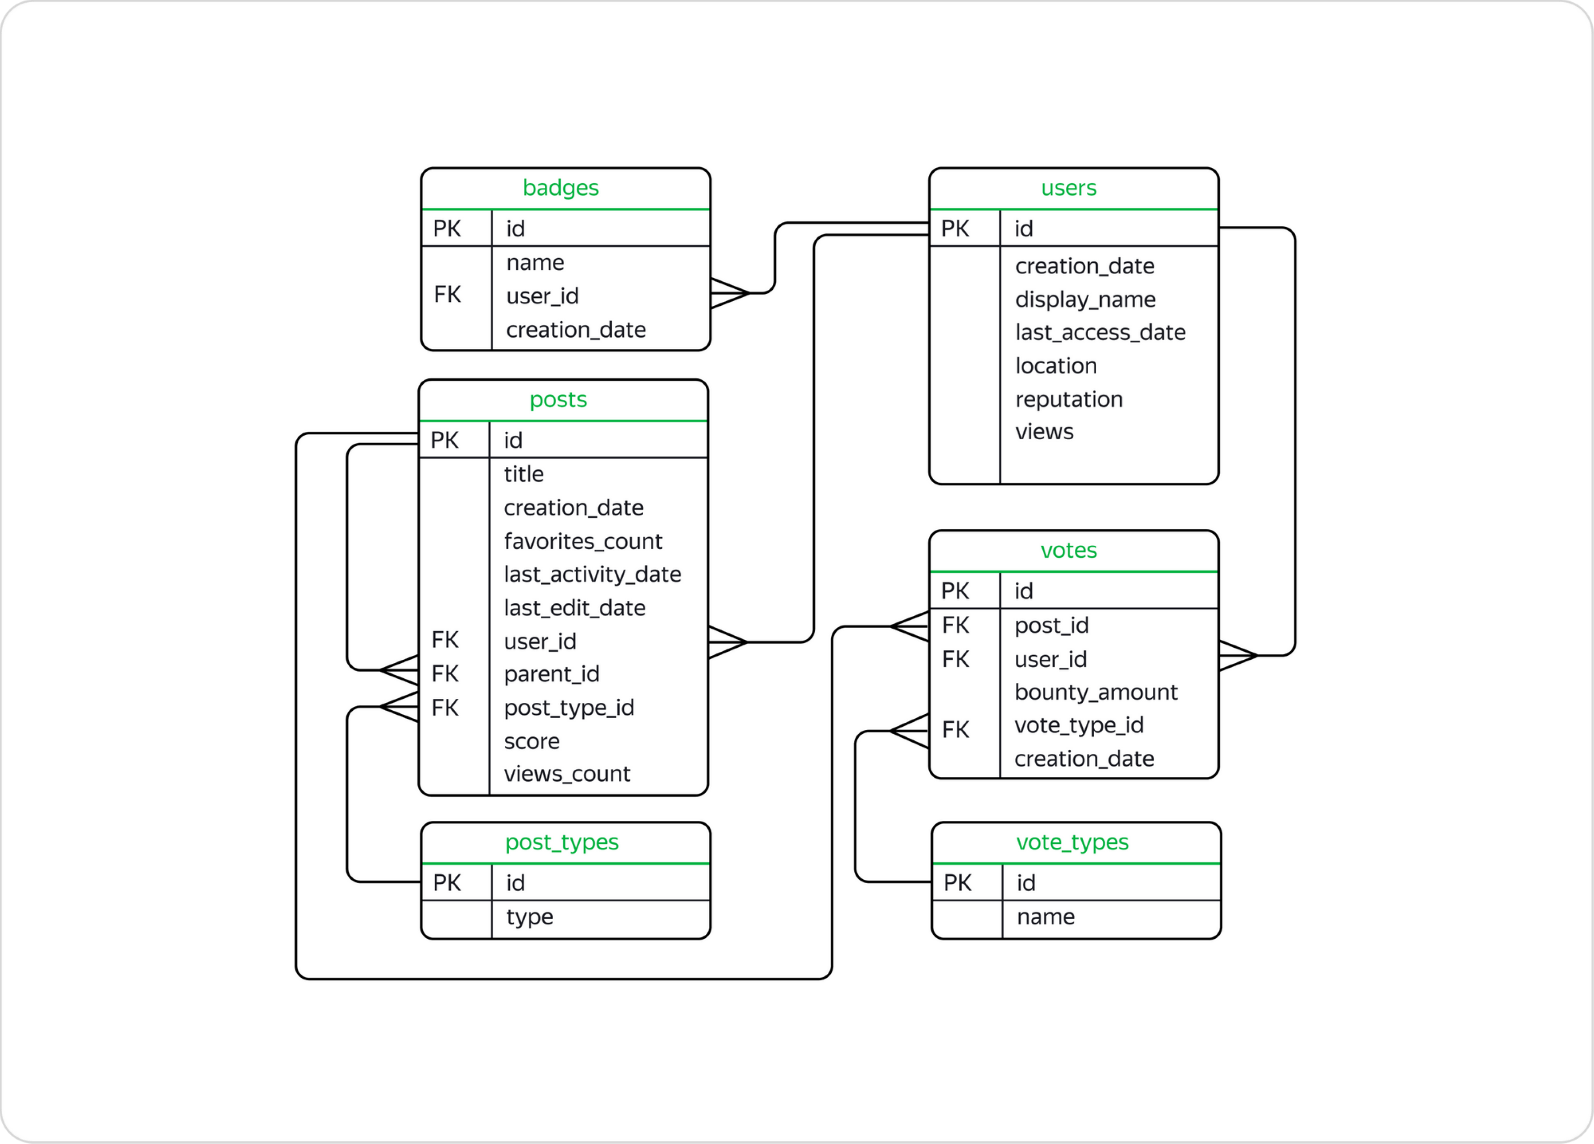 badges
PK id
name
FK user_id
creation_date
users
PK id
creation_date
display_name
last_access_date
location
reputation
views
posts
PK id
title
creation_date
favorites_count
last_activity_date
last_edit_date
FK user_id
FK parent_id
FK post_type_id
score
views_count
votes
PK id
FK post_id
FK user_id
bounty_amount
FK vote_type_id
creation_date
post_types
PK id
type
vote_types
PK id
name